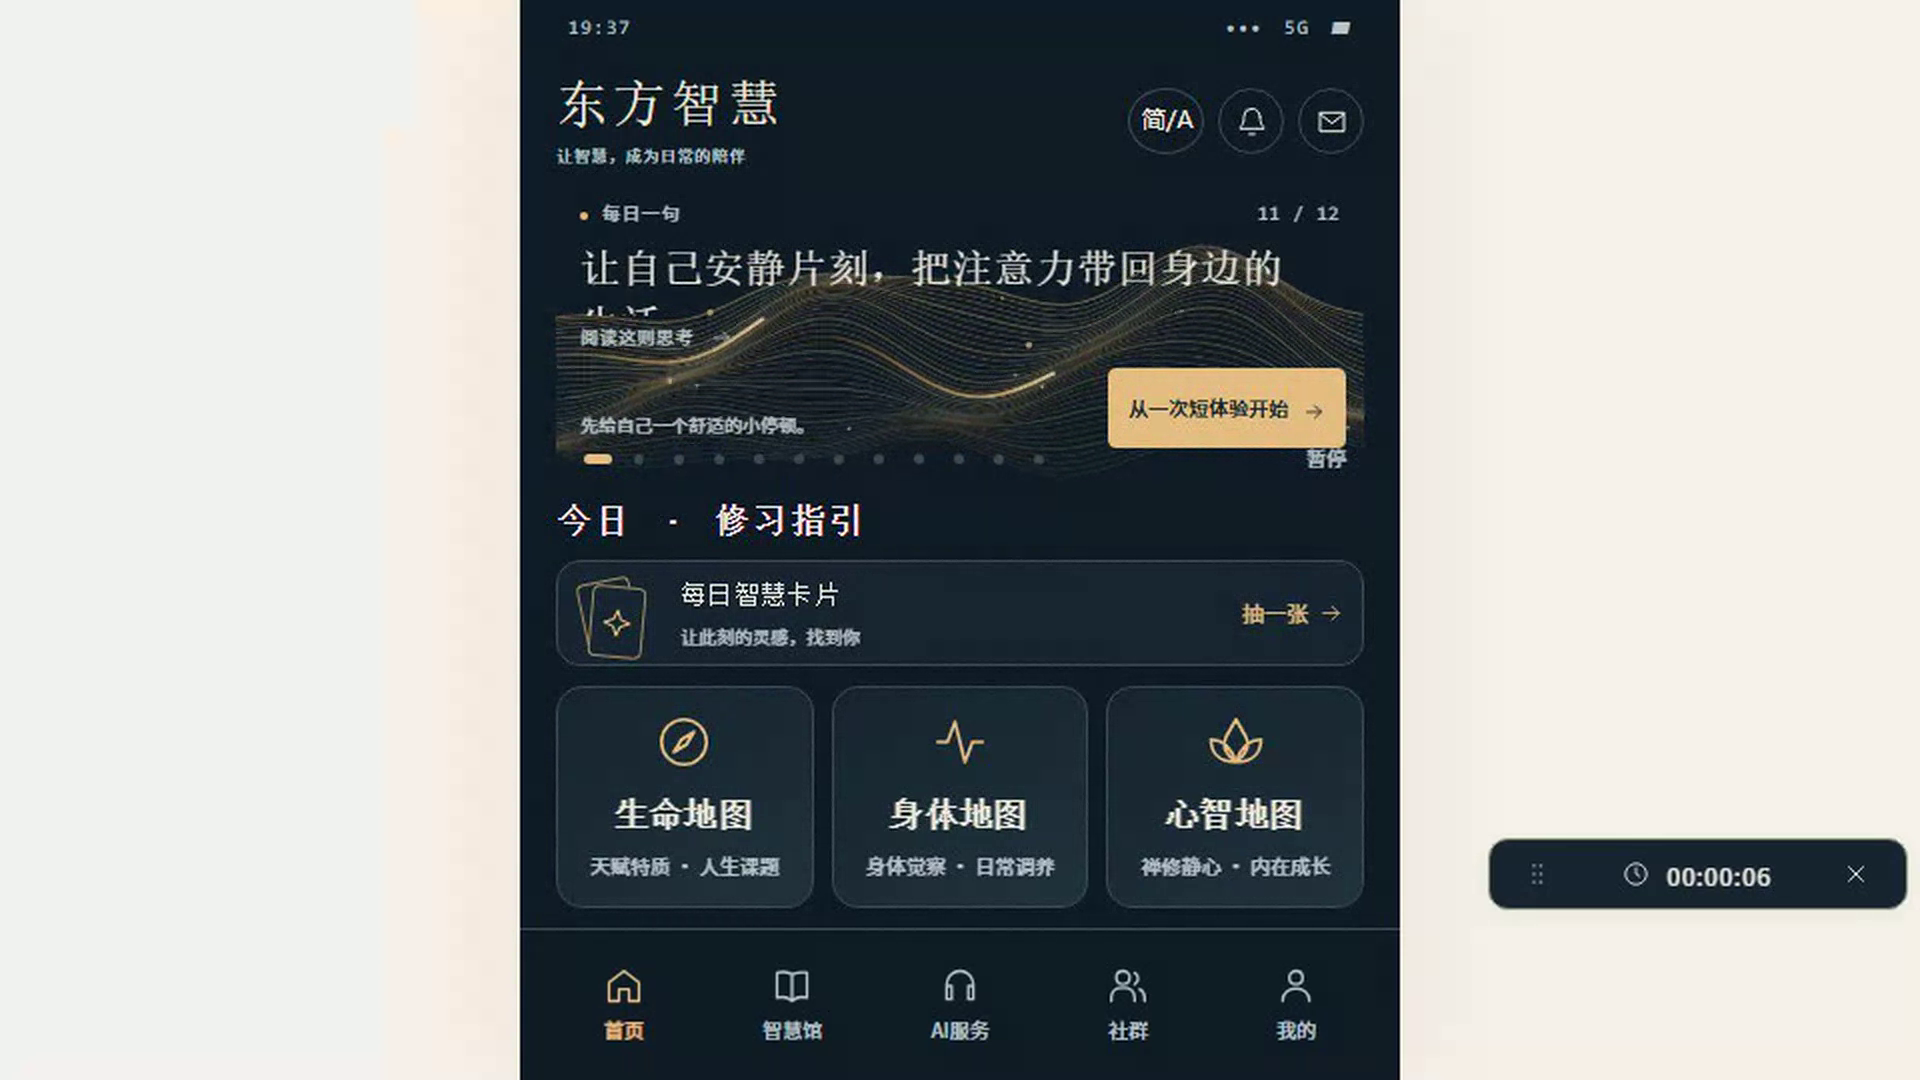 19:37
5G
东方智慧
简/A
让智慧，成为日常的陪伴
每日一句
11 / 12
让自己安静片刻，把注意力带回身边的
阅读这则思考 →
从一次短体验开始 →
先给自己一个舒适的小停顿。
暂停
今日 · 修习指引
每日智慧卡片
让此刻的灵感，找到你
抽一张 →
生命地图
身体地图
心智地图
天赋特质 · 人生课题
身体觉察 · 日常调养
禅修静心 · 内在成长
00:00:06
首页
智慧馆
AI服务
社群
我的